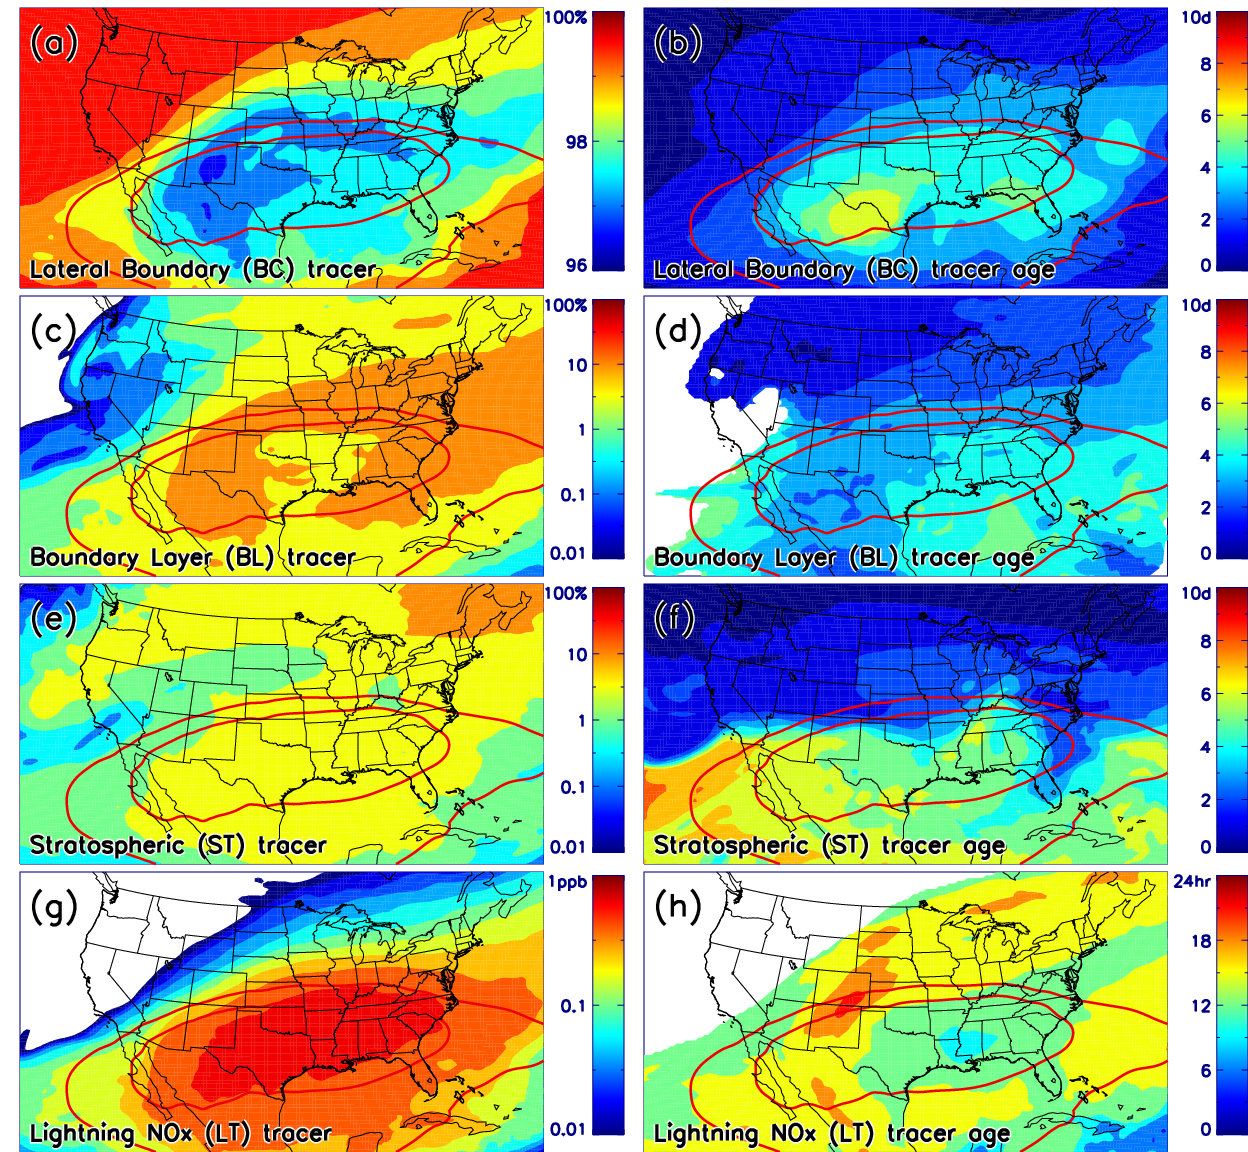 (a)
Lateral Boundary (BC) tracer
100%
98
96
(b)
Lateral Boundary (BC) tracer age
10d
8
6
4
2
0
(c)
Boundary Layer (BL) tracer
100%
10
1
0.1
0.01
(d)
Boundary Layer (BL) tracer age
10d
8
6
4
2
0
(e)
Stratospheric (ST) tracer
100%
10
1
0.1
0.01
(f)
Stratospheric (ST) tracer age
10d
8
6
4
2
0
(g)
Lightning NOx (LT) tracer
1ppb
0.1
0.01
(h)
Lightning NOx (LT) tracer age
24hr
18
12
6
0